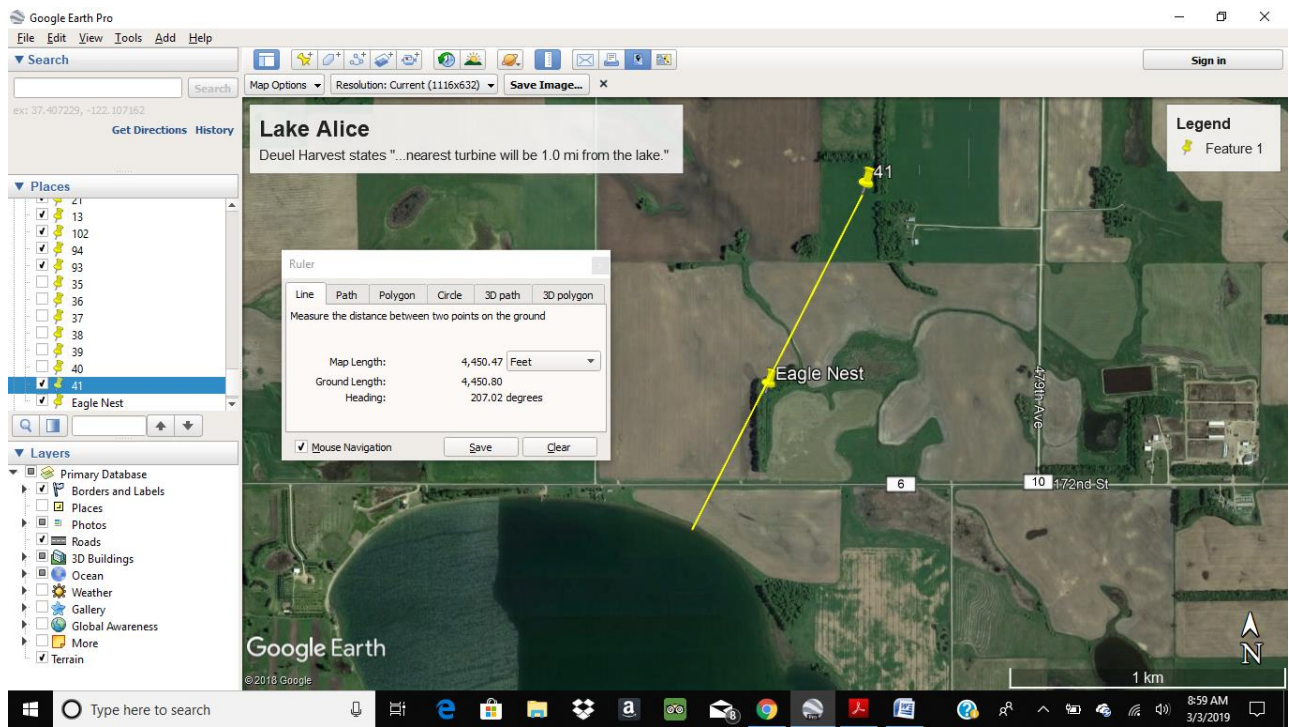 Google Earth Pro
File Edit View Tools Add Help
Search
Search
ex: 37.407229, -122.107162
Get Directions History
Places
21
13
102
94
93
35
36
37
38
39
40
41
Eagle Nest
Layers
Primary Database
Borders and Labels
Places
Photos
Roads
3D Buildings
Ocean
Weather
Gallery
Global Awareness
More
Terrain
Sign in
Map Options Resolution: Current (1116x632) Save Image...
Lake Alice
Deuel Harvest states "...nearest turbine will be 1.0 mi from the lake."
Legend
Feature 1
41
Ruler
Line Path Polygon Circle 3D path 3D polygon
Measure the distance between two points on the ground
Map Length: 4,450.47 Feet
Ground Length: 4,450.80
Heading: 207.02 degrees
Mouse Navigation Save Clear
Eagle Nest
479th Ave
6
10 172nd St
Google Earth
©2018 Google
N
1 km
Type here to search
8:59 AM
3/3/2019